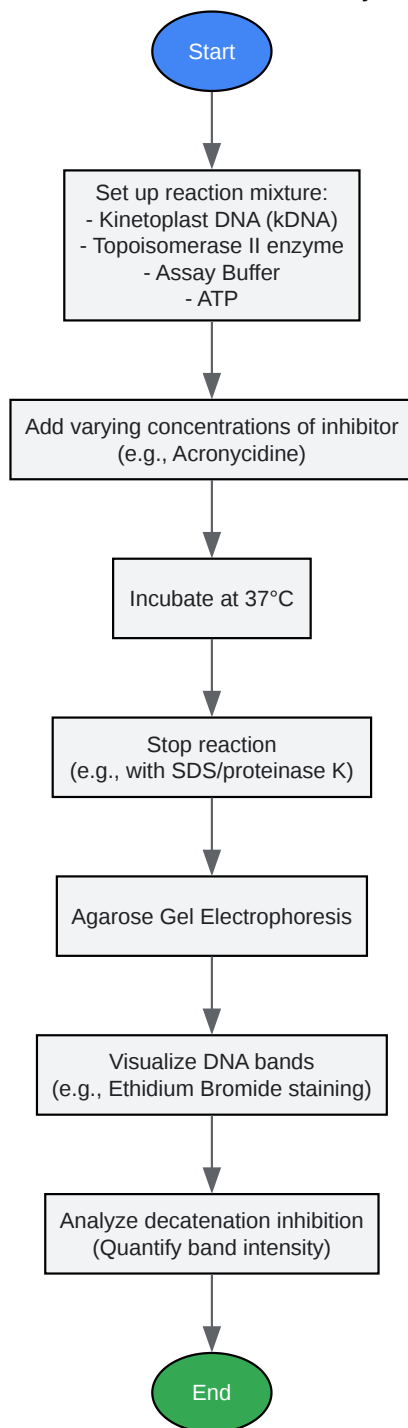 Start
Set up reaction mixture:
- Kinetoplast DNA (kDNA)
- Topoisomerase II enzyme
- Assay Buffer
- ATP
Add varying concentrations of inhibitor
(e.g., Acronycidine)
Incubate at 37°C
Stop reaction
(e.g., with SDS/proteinase K)
Agarose Gel Electrophoresis
Visualize DNA bands
(e.g., Ethidium Bromide staining)
Analyze decatenation inhibition
(Quantify band intensity)
End